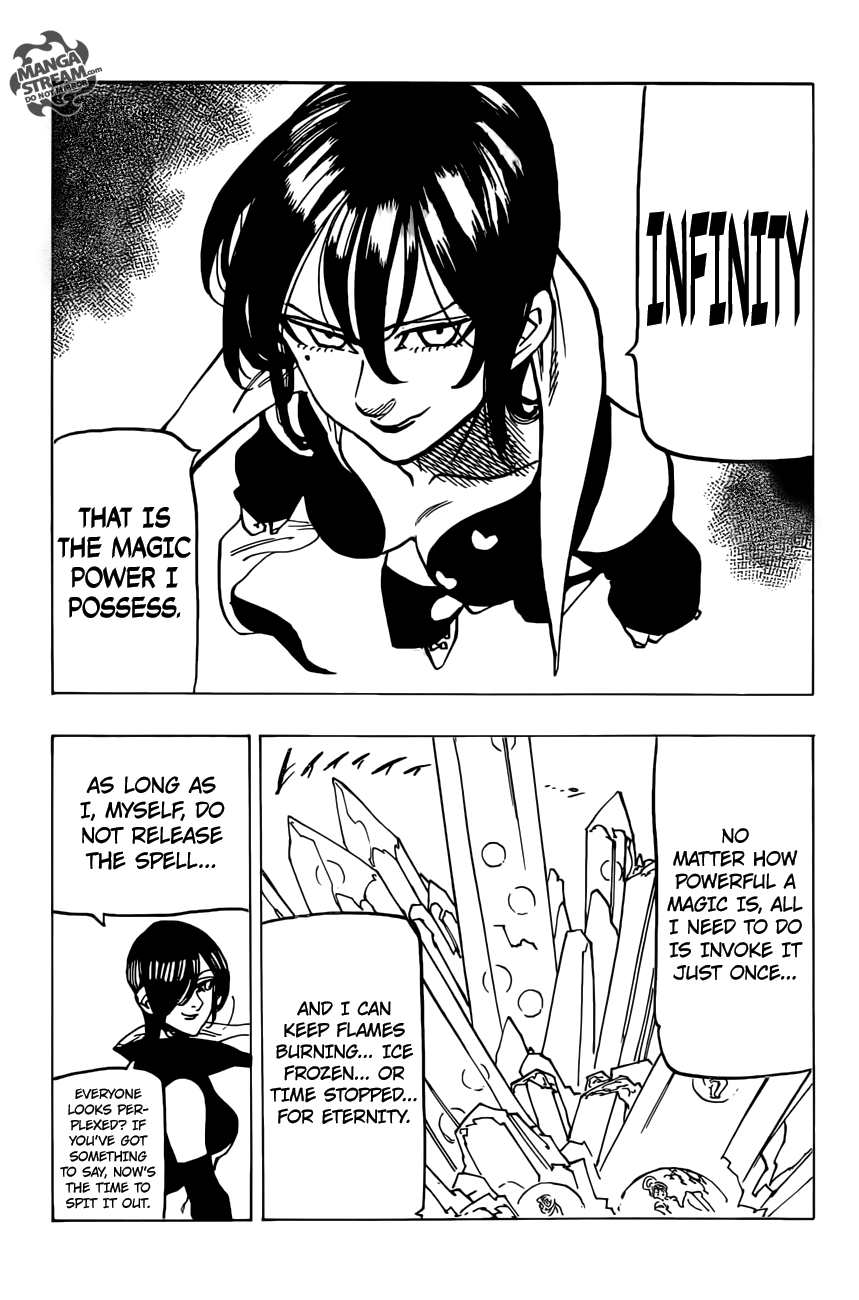 MANGA
STREAM.com
DO NOT MIRROR
INFINITY
THAT IS
THE MAGIC
POWER I
POSSESS.
NO
MATTER HOW
POWERFUL A
MAGIC IS, ALL
I NEED TO DO
IS INVOKE IT
JUST ONCE...
AND I CAN
KEEP FLAMES
BURNING... ICE
FROZEN... OR
TIME STOPPED...
FOR ETERNITY.
AS LONG AS
I, MYSELF, DO
NOT RELEASE
THE SPELL...
EVERYONE
LOOKS PER-
PLEXED? IF
YOU'VE GOT
SOMETHING
TO SAY, NOW'S
THE TIME TO
SPIT IT OUT.